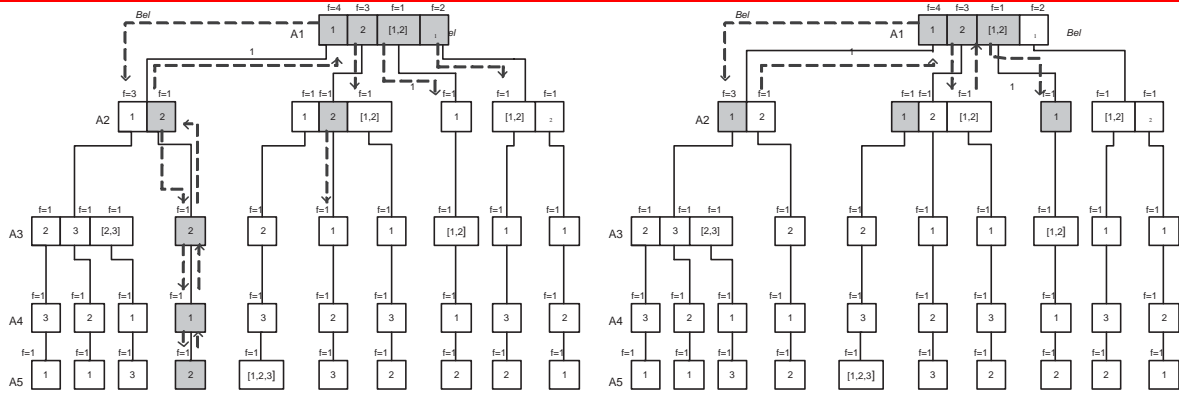 f=4 f=3 f=1 f=2 f=4 f=3 f=1 f=2
Bel A1 1 2 [1,2] 1 el Bel A1 1 2 [1,2] 1 Bel
1 1 1 1
f=3 f=1 f=1 f=1 f=1 f=1 f=3 f=1 f=1 f=1 f=1 f=1
A2 1 2 1 2 [1,2] 1 [1,2] 2 A2 1 2 1 2 [1,2] 1 [1,2] 2
f=1 f=1 f=1 f=1 f=1 f=1 f=1 f=1 f=1 f=1 f=1 f=1 f=1 f=1 f=1 f=1 f=1 f=1 f=1 f=1
A3 2 3 [2,3] 2 2 1 1 [1,2] 1 1 A3 2 3 [2,3] 2 2 1 1 [1,2] 1 1
f=1 f=1 f=1 f=1 f=1 f=1 f=1 f=1 f=1 f=1 f=1 f=1 f=1 f=1 f=1 f=1 f=1 f=1 f=1 f=1
A4 3 2 1 1 3 2 3 1 3 2 A4 3 2 1 1 3 2 3 1 3 2
f=1 f=1 f=1 f=1 f=1 f=1 f=1 f=1 f=1 f=1 f=1 f=1 f=1 f=1 f=1 f=1 f=1 f=1 f=1 f=1
A5 1 1 3 2 [1,2,3] 3 2 2 2 1 A5 1 1 3 2 [1,2,3] 3 2 2 2 1